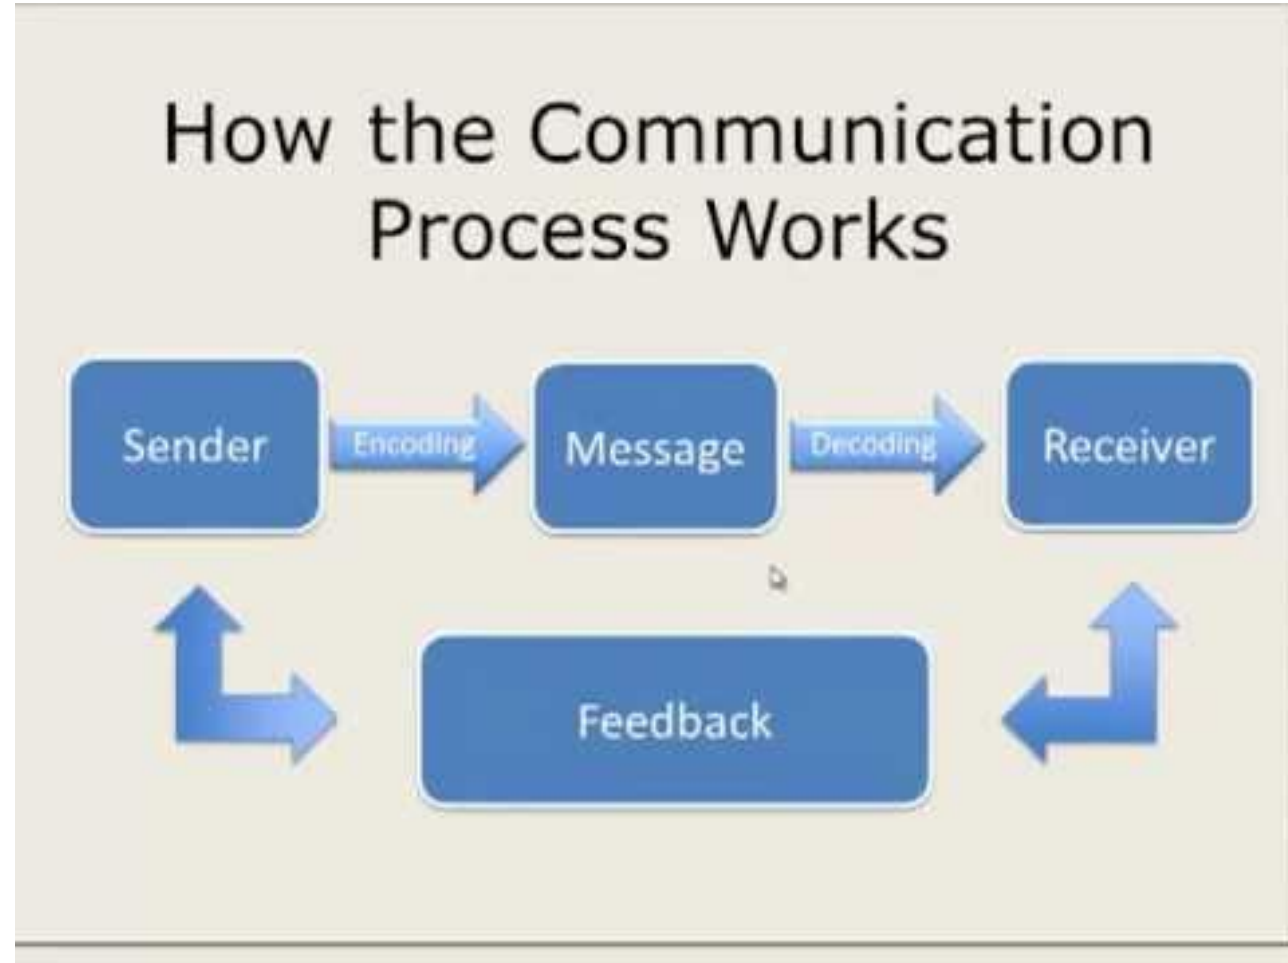 How the Communication
Process Works
Sender
Encoding
Message
Decoding
Receiver
Feedback